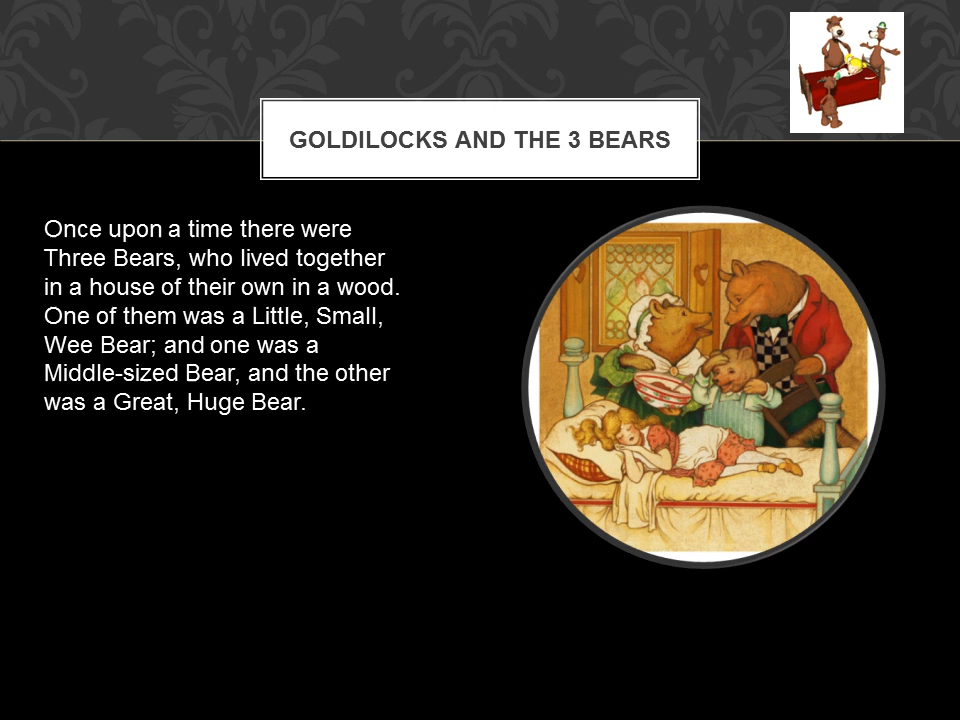 GOLDILOCKS AND THE 3 BEARS
Once upon a time there were
Three Bears, who lived together
in a house of their own in a wood.
One of them was a Little, Small,
Wee Bear; and one was a
Middle-sized Bear, and the other
was a Great, Huge Bear.